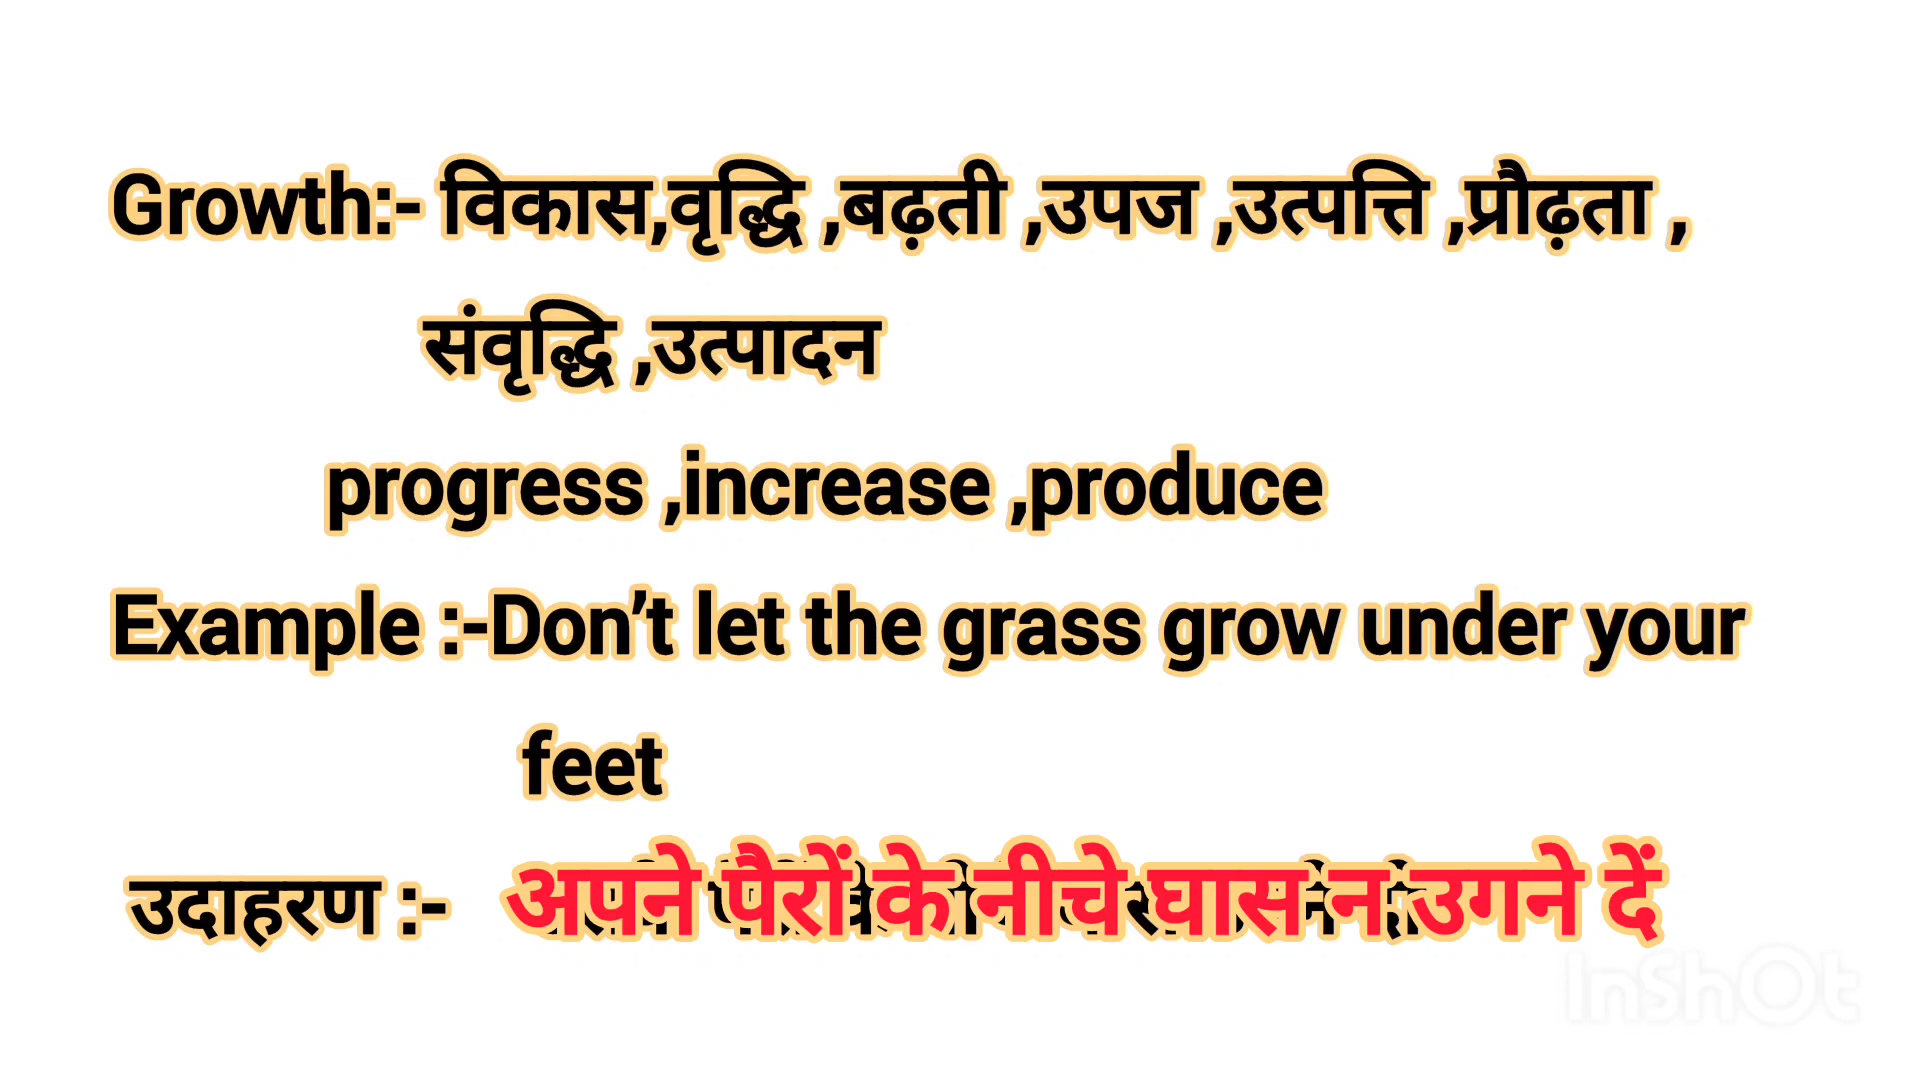 Growth:- विकास,वृद्धि ,बढ़ती ,उपज ,उत्पत्ति ,प्रौढ़ता ,
संवृद्धि ,उत्पादन
progress ,increase ,produce
Example :-Don’t let the grass grow under your
feet
उदाहरण :- अपने पैरों के नीचे घास न उगने दें
InShOt